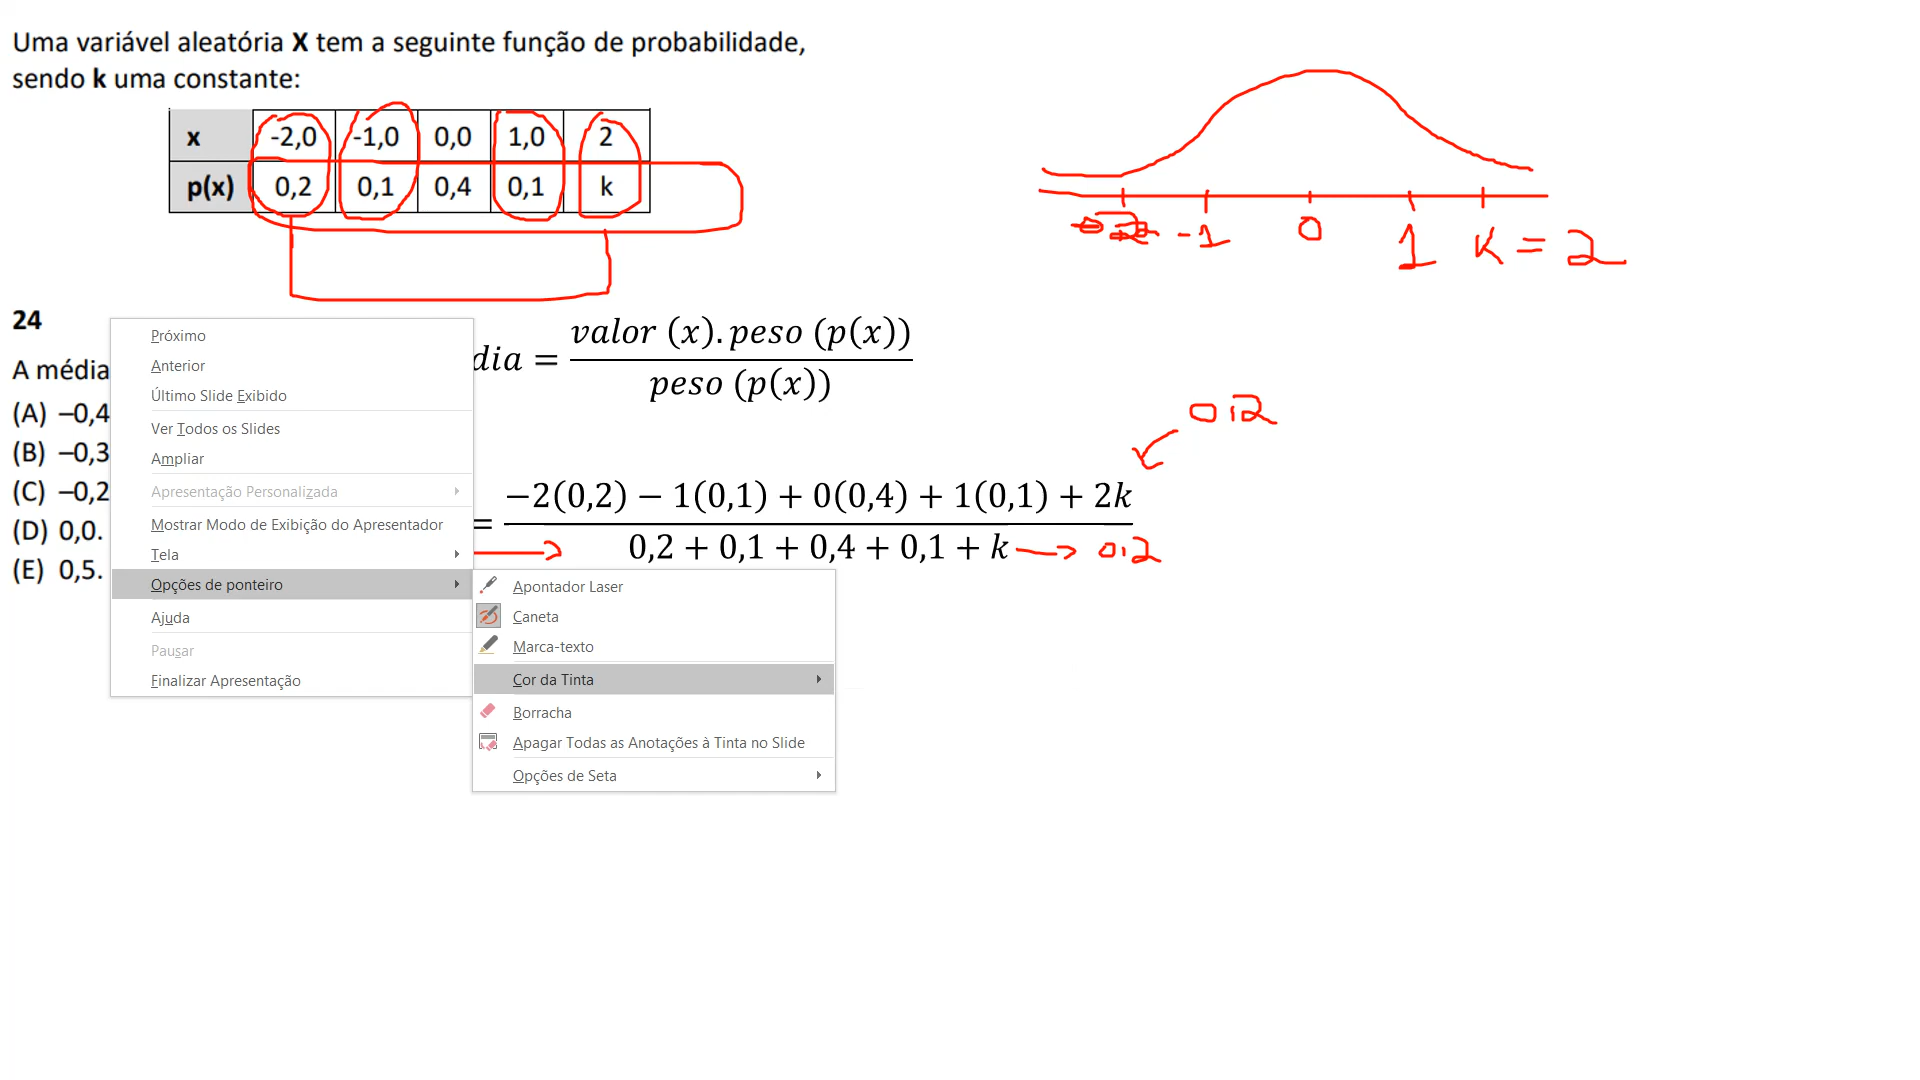 Uma variável aleatória X tem a seguinte função de probabilidade,
sendo k uma constante:
x -2,0 -1,0 0,0 1,0 2
p(x) 0,2 0,1 0,4 0,1 k
-1 0 1 k = 2
24
A média
dia = valor (x). peso (p(x))
peso (p(x))
(A) –0,4
(B) –0,3
(C) –0,2
(D) 0,0.
(E) 0,5.
0,2
= −2(0,2) − 1(0,1) + 0(0,4) + 1(0,1) + 2k
0,2 + 0,1 + 0,4 + 0,1 + k 0,2
Próximo
Anterior
Último Slide Exibido
Ver Todos os Slides
Ampliar
Apresentação Personalizada
Mostrar Modo de Exibição do Apresentador
Tela
Opções de ponteiro
Ajuda
Pausar
Finalizar Apresentação
Apontador Laser
Caneta
Marca-texto
Cor da Tinta
Borracha
Apagar Todas as Anotações à Tinta no Slide
Opções de Seta